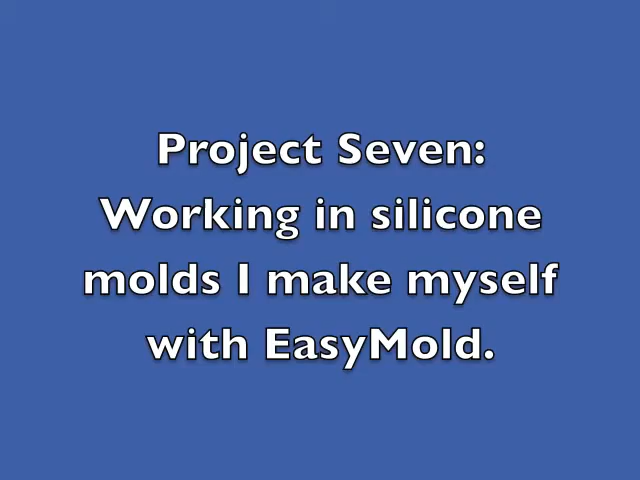 Project Seven:
Working in silicone
molds I make myself
with EasyMold.